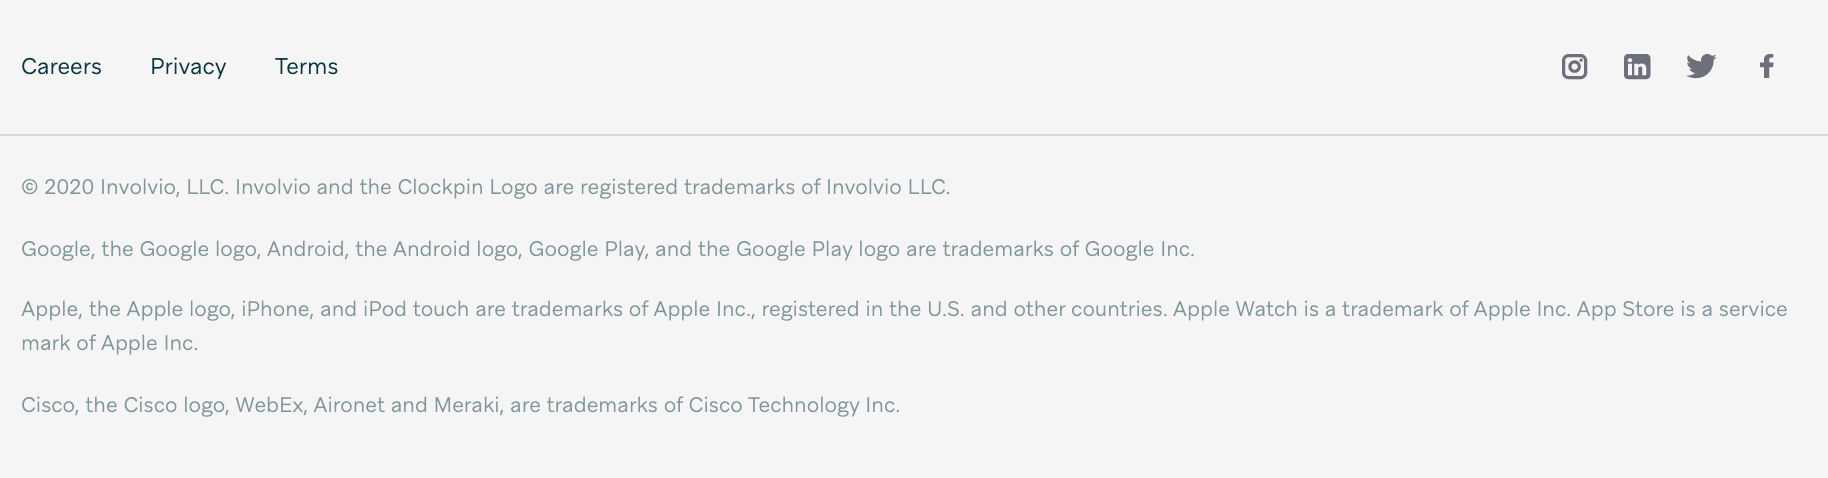 Careers Privacy Terms
© 2020 Involvio, LLC. Involvio and the Clockpin Logo are registered trademarks of Involvio LLC.
Google, the Google logo, Android, the Android logo, Google Play, and the Google Play logo are trademarks of Google Inc.
Apple, the Apple logo, iPhone, and iPod touch are trademarks of Apple Inc., registered in the U.S. and other countries. Apple Watch is a trademark of Apple Inc. App Store is a service
mark of Apple Inc.
Cisco, the Cisco logo, WebEx, Aironet and Meraki, are trademarks of Cisco Technology Inc.